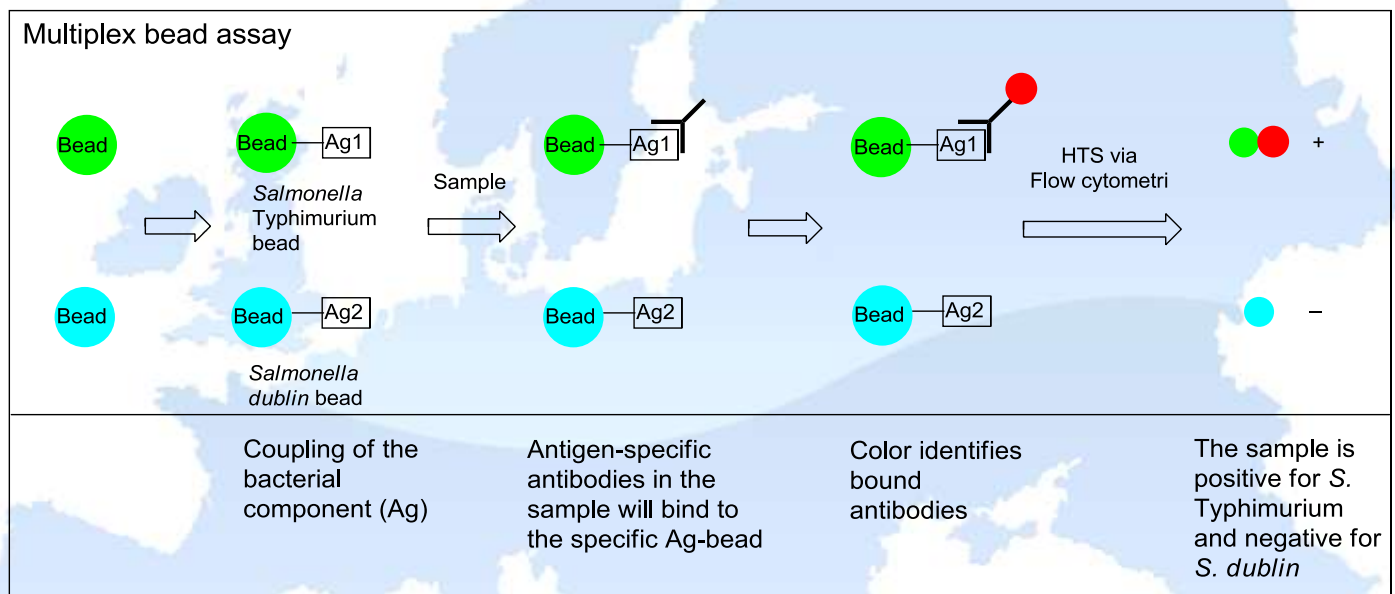 Multiplex bead assay
Bead
Bead
Ag1
Bead
Ag1
Bead
Ag1
+
Salmonella
Typhimurium
bead
Sample
HTS via
Flow cytometri
Bead
Bead
Ag2
Bead
Ag2
Bead
Ag2
–
Salmonella
dublin bead
Coupling of the
bacterial
component (Ag)
Antigen-specific
antibodies in the
sample will bind to
the specific Ag-bead
Color identifies
bound
antibodies
The sample is
positive for S.
Typhimurium
and negative for
S. dublin